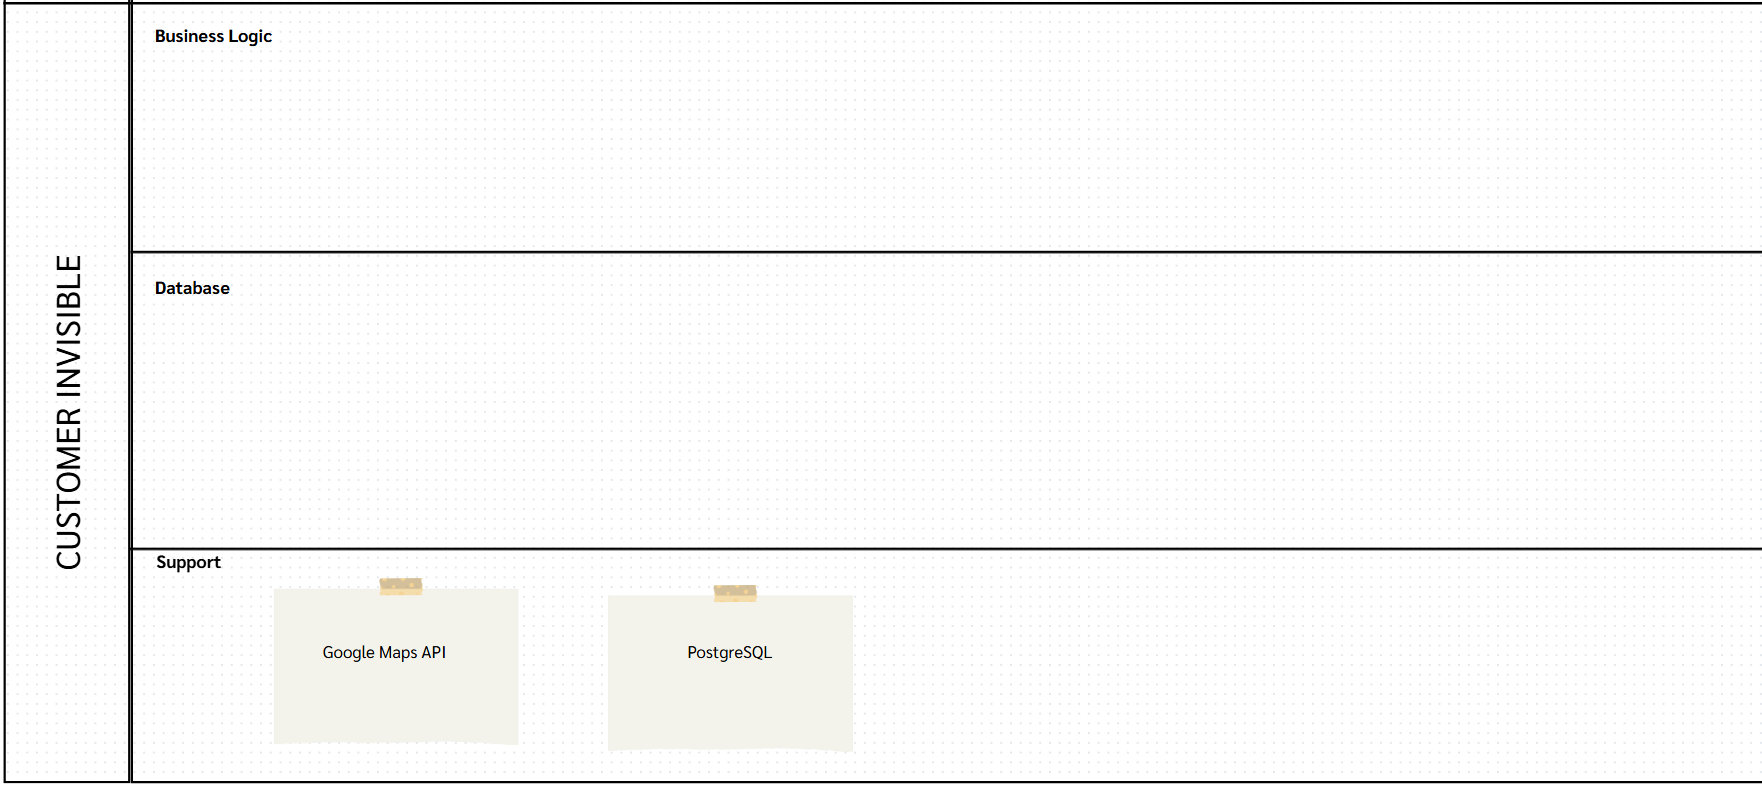 Business Logic
CUSTOMER INVISIBLE
Database
Support
Google Maps API
PostgreSQL